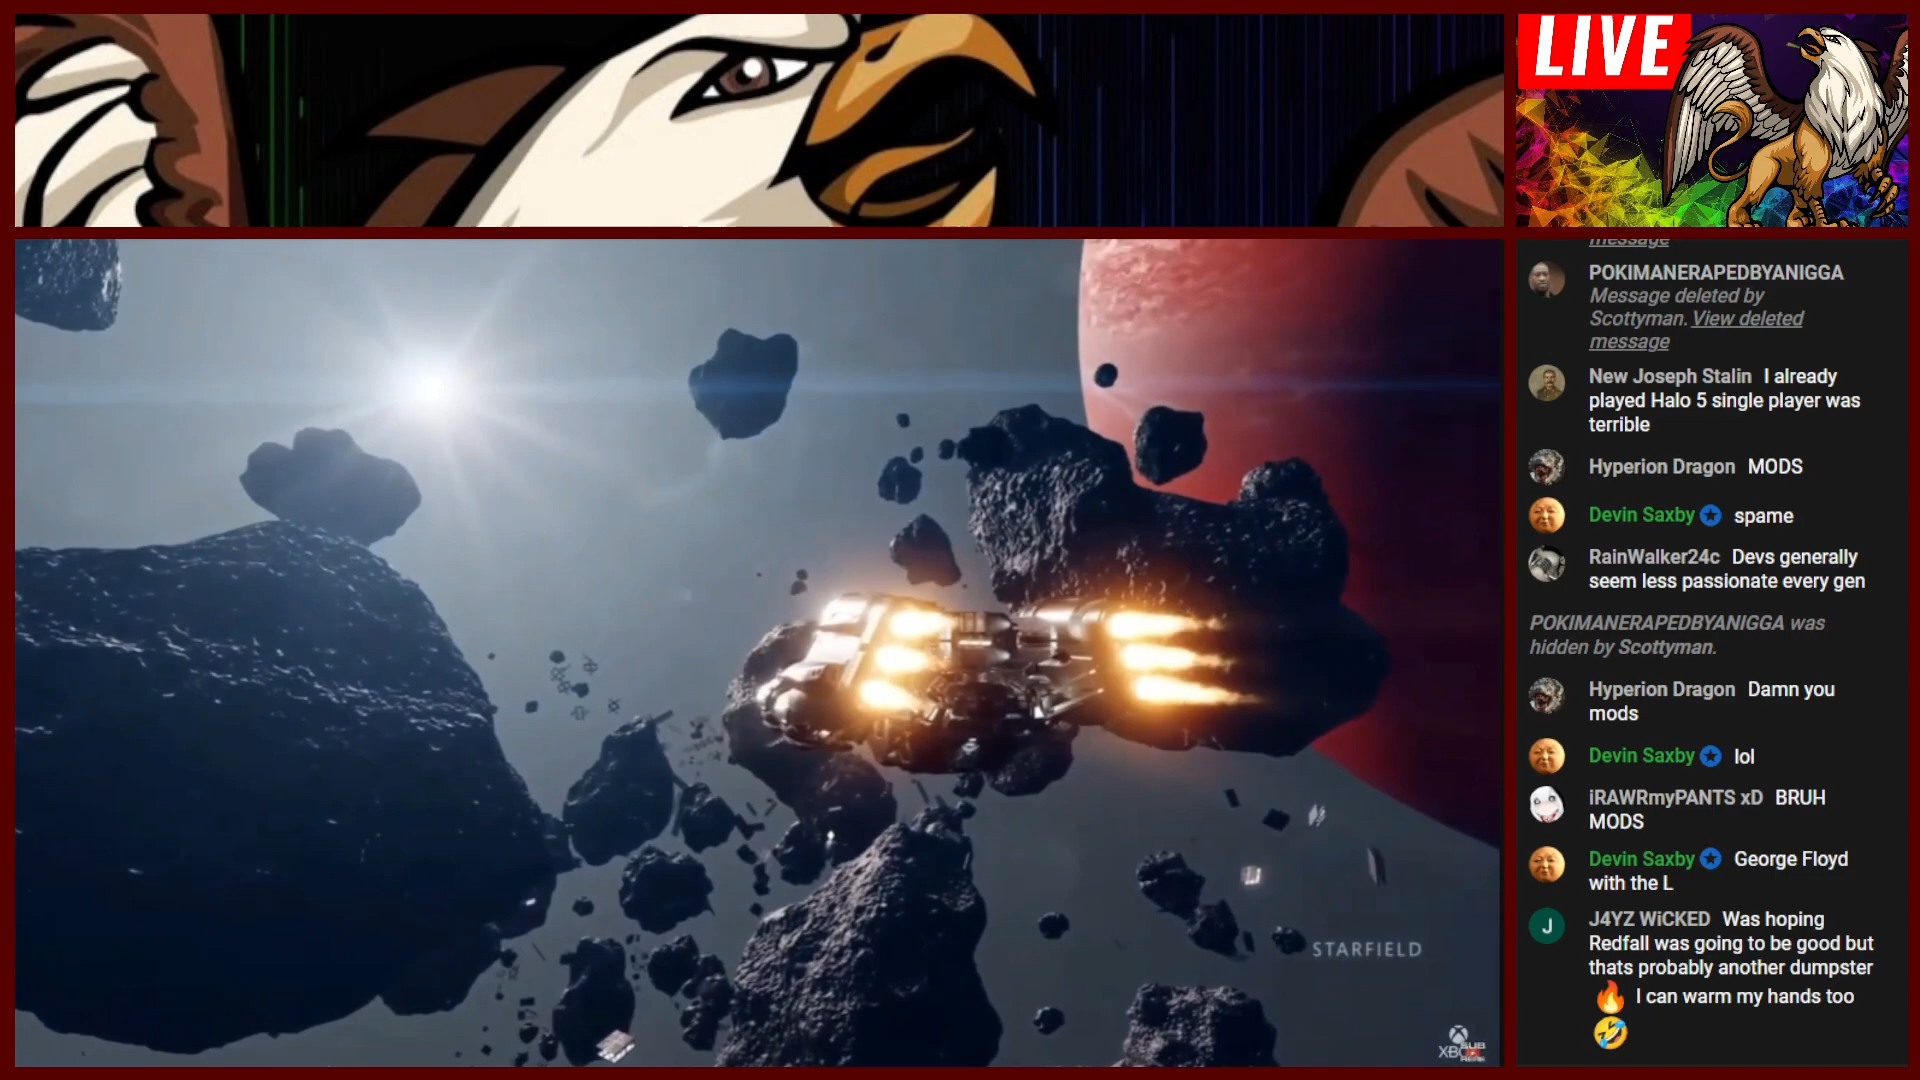 LIVE
message
POKIMANERAPEDBYANIGGA
Message deleted by
Scottyman. View deleted
message
New Joseph Stalin I already
played Halo 5 single player was
terrible
Hyperion Dragon MODS
Devin Saxby spame
RainWalker24c Devs generally
seem less passionate every gen
POKIMANERAPEDBYANIGGA was
hidden by Scottyman.
Hyperion Dragon Damn you
mods
Devin Saxby lol
iRAWRmyPANTS xD BRUH
MODS
Devin Saxby George Floyd
with the L
J
J4YZ WiCKED Was hoping
Redfall was going to be good but
thats probably another dumpster
🔥 I can warm my hands too
🤣
STARFIELD